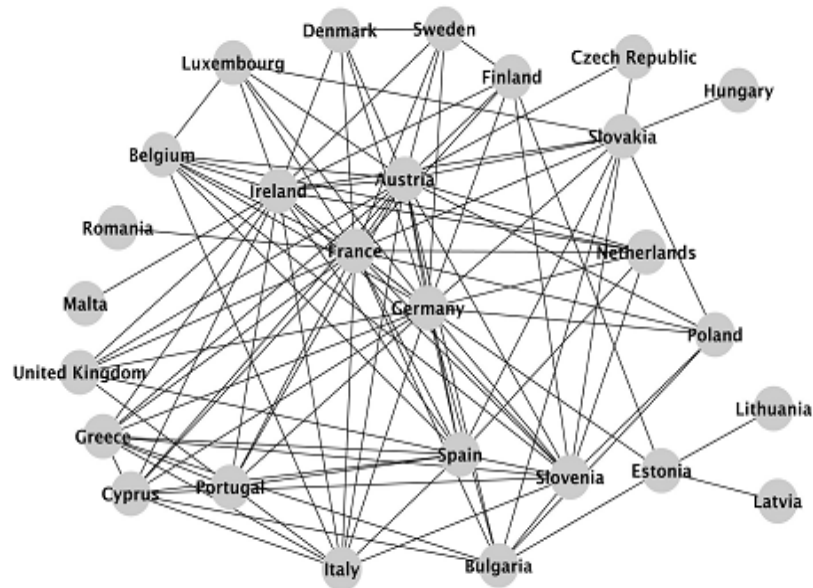 Denmark
Sweden
Luxembourg
Finland
Czech Republic
Hungary
Slovakia
Belgium
Ireland
Austria
Romania
France
Netherlands
Malta
Germany
Poland
United Kingdom
Lithuania
Greece
Spain
Slovenia
Estonia
Cyprus
Portugal
Latvia
Italy
Bulgaria